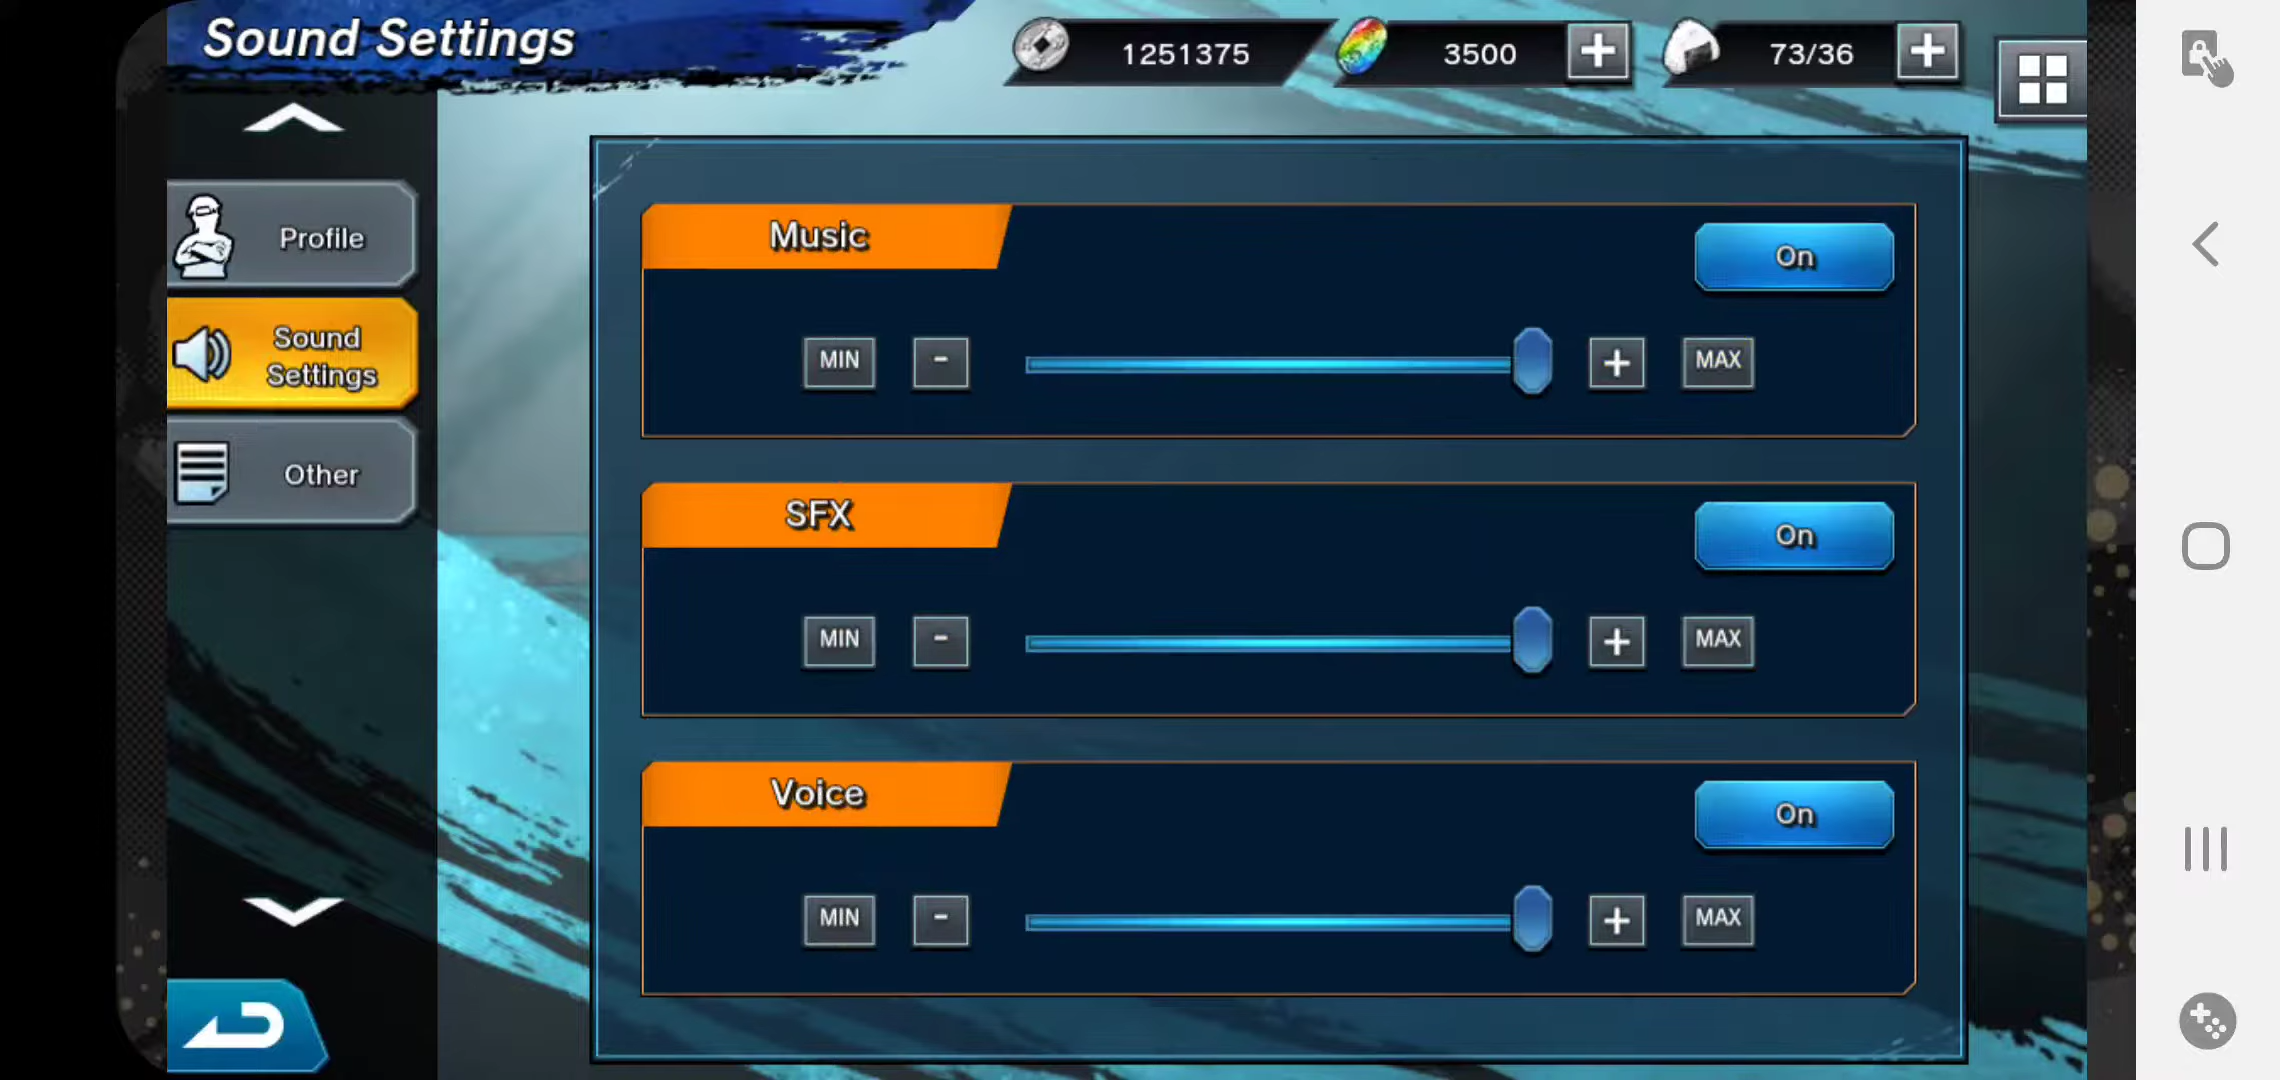 Sound Settings
1251375
3500
+
73/36
+
Profile
Sound
Settings
Other
Music
On
MIN
-
+
MAX
SFX
On
MIN
-
+
MAX
Voice
On
MIN
-
+
MAX